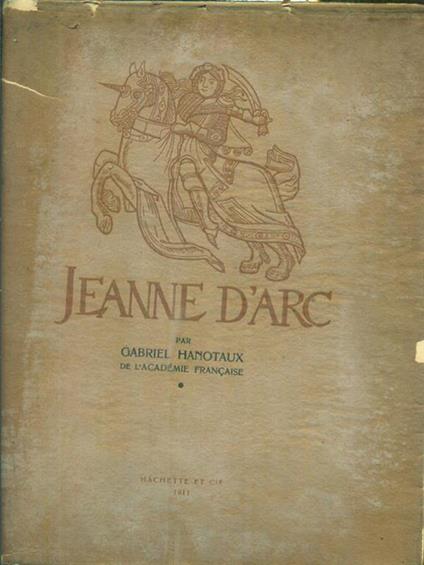 JEANNE D'ARC
PAR
GABRIEL HANOTAUX
DE L'ACADÉMIE FRANÇAISE
HACHETTE ET CIE
1911